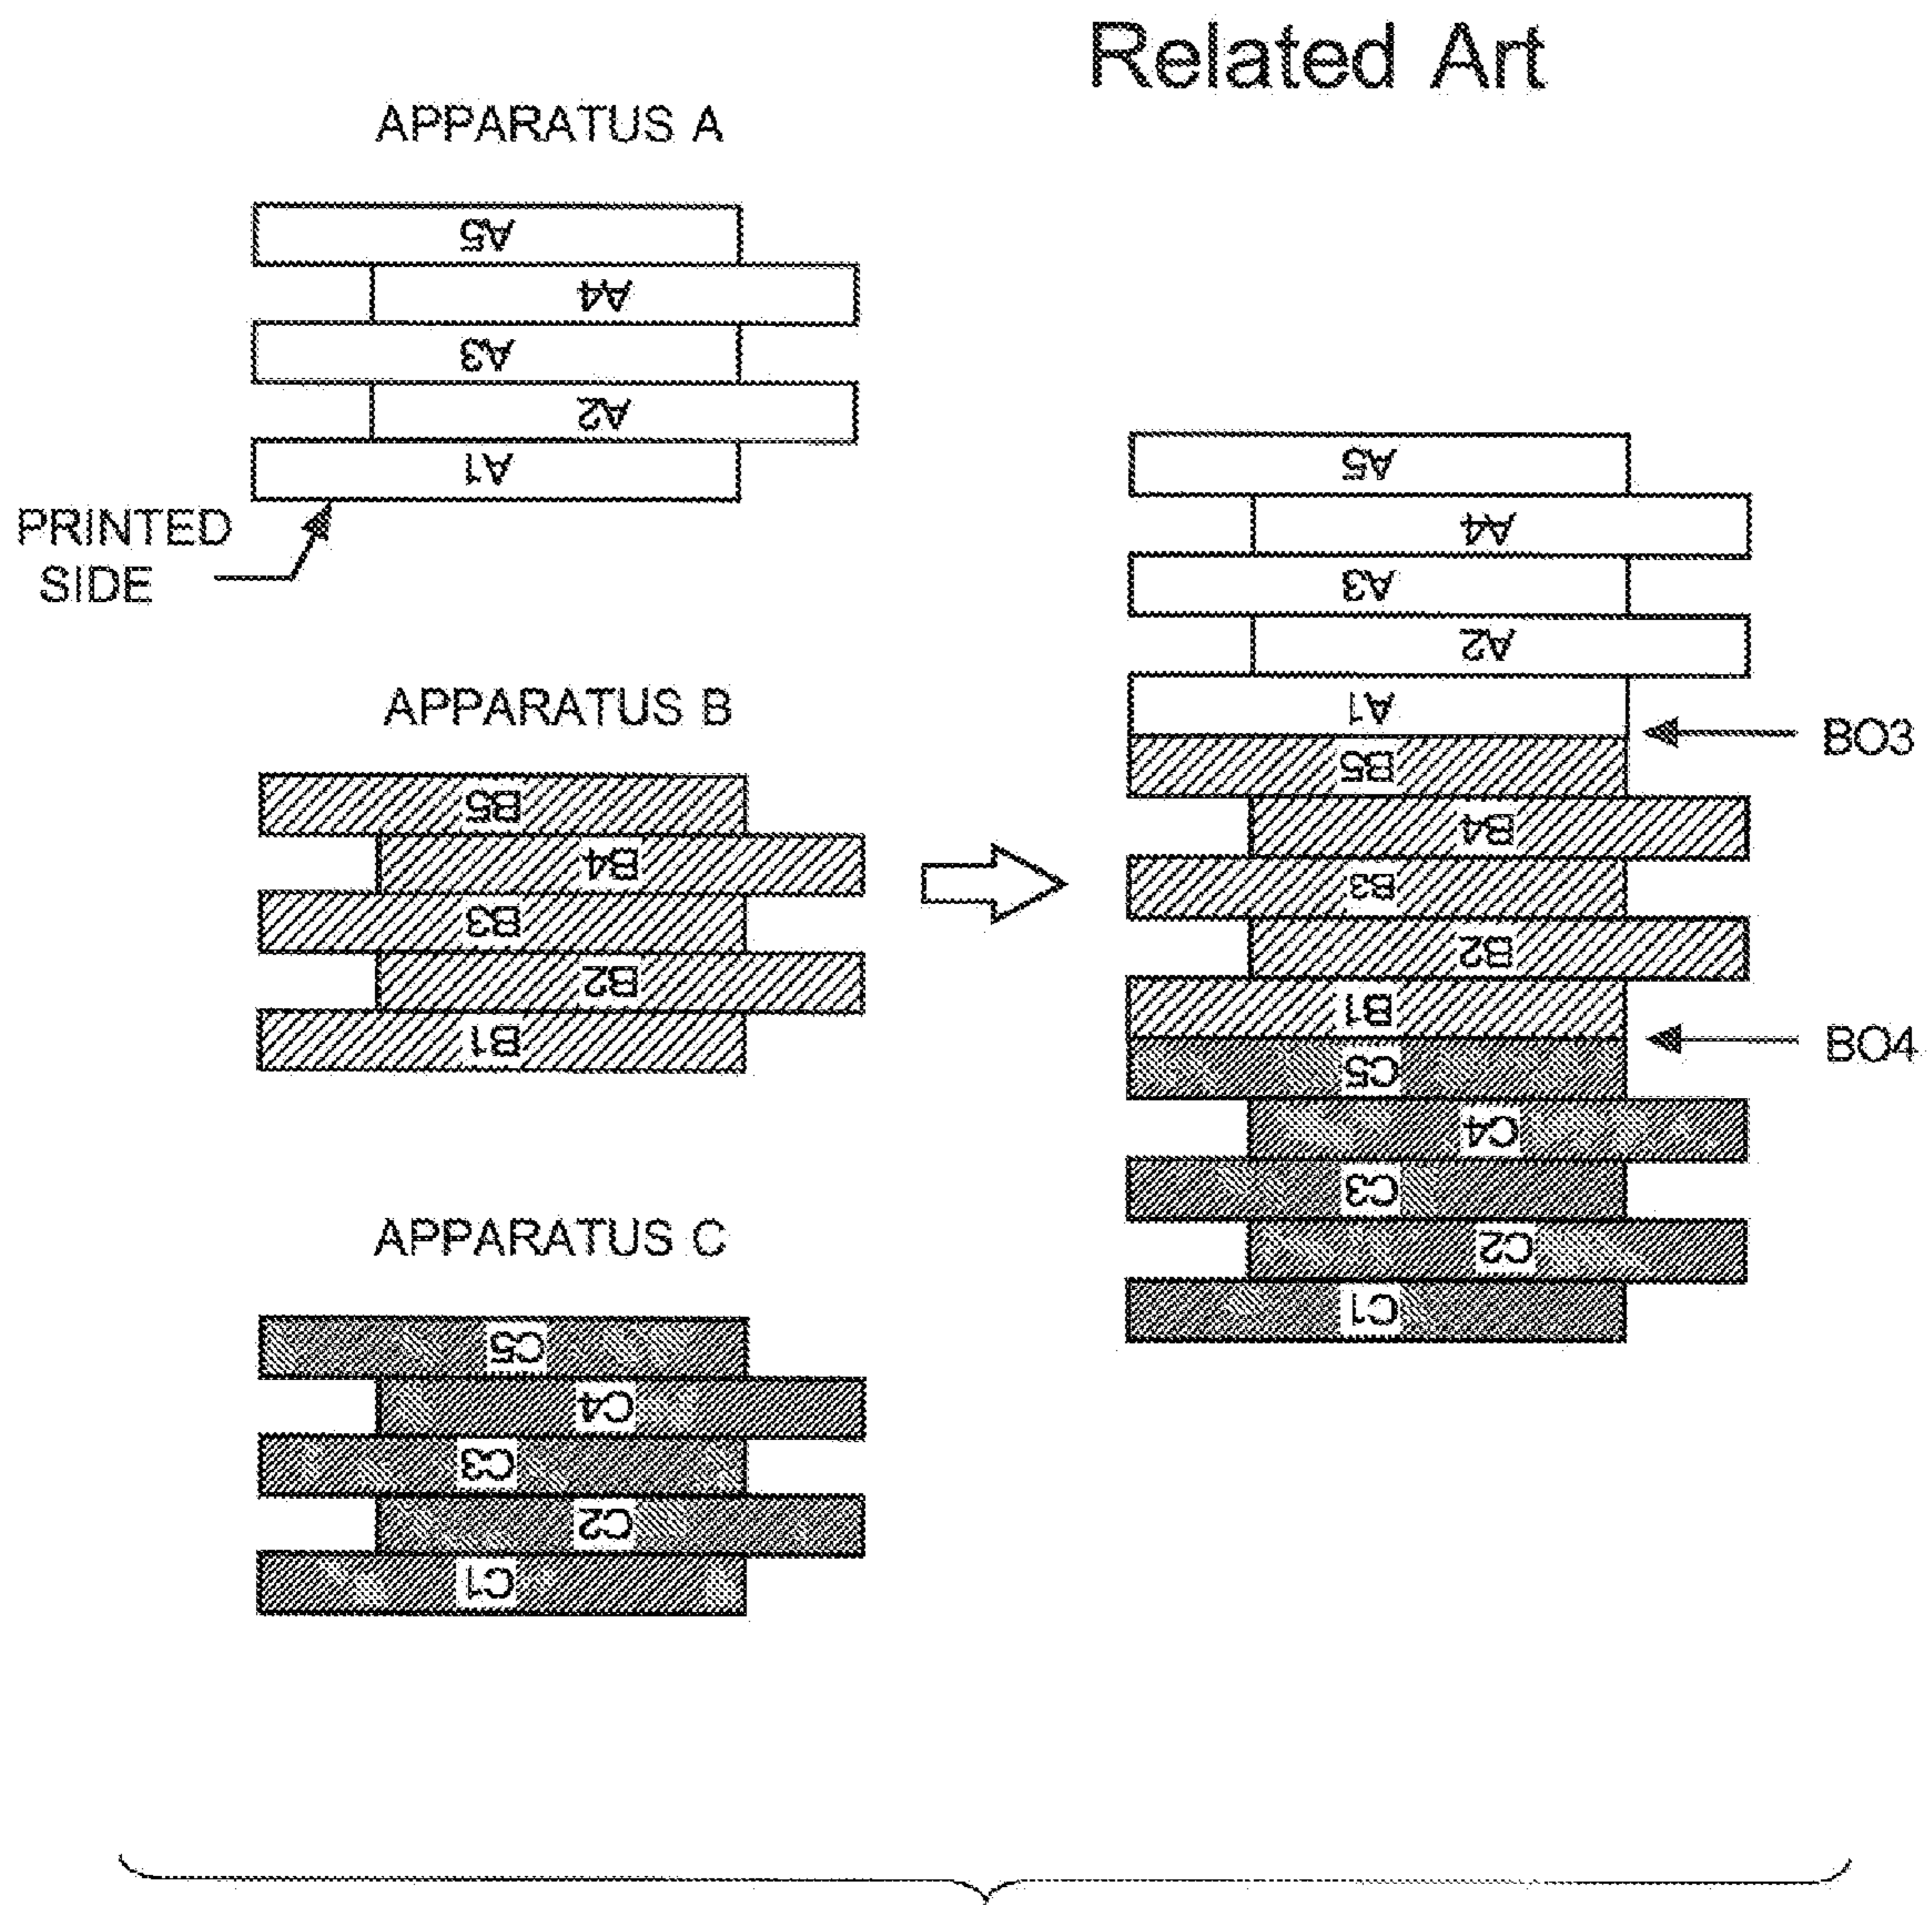 Related Art
APPARATUS A
A5
A4
A3
A2
A1
PRINTED
SIDE
APPARATUS B
B5
B4
B3
B2
B1
APPARATUS C
C5
C4
C3
C2
C1
A5
A4
A3
A2
A1
BO3
B5
B4
B3
B2
B1
BO4
C5
C4
C3
C2
C1